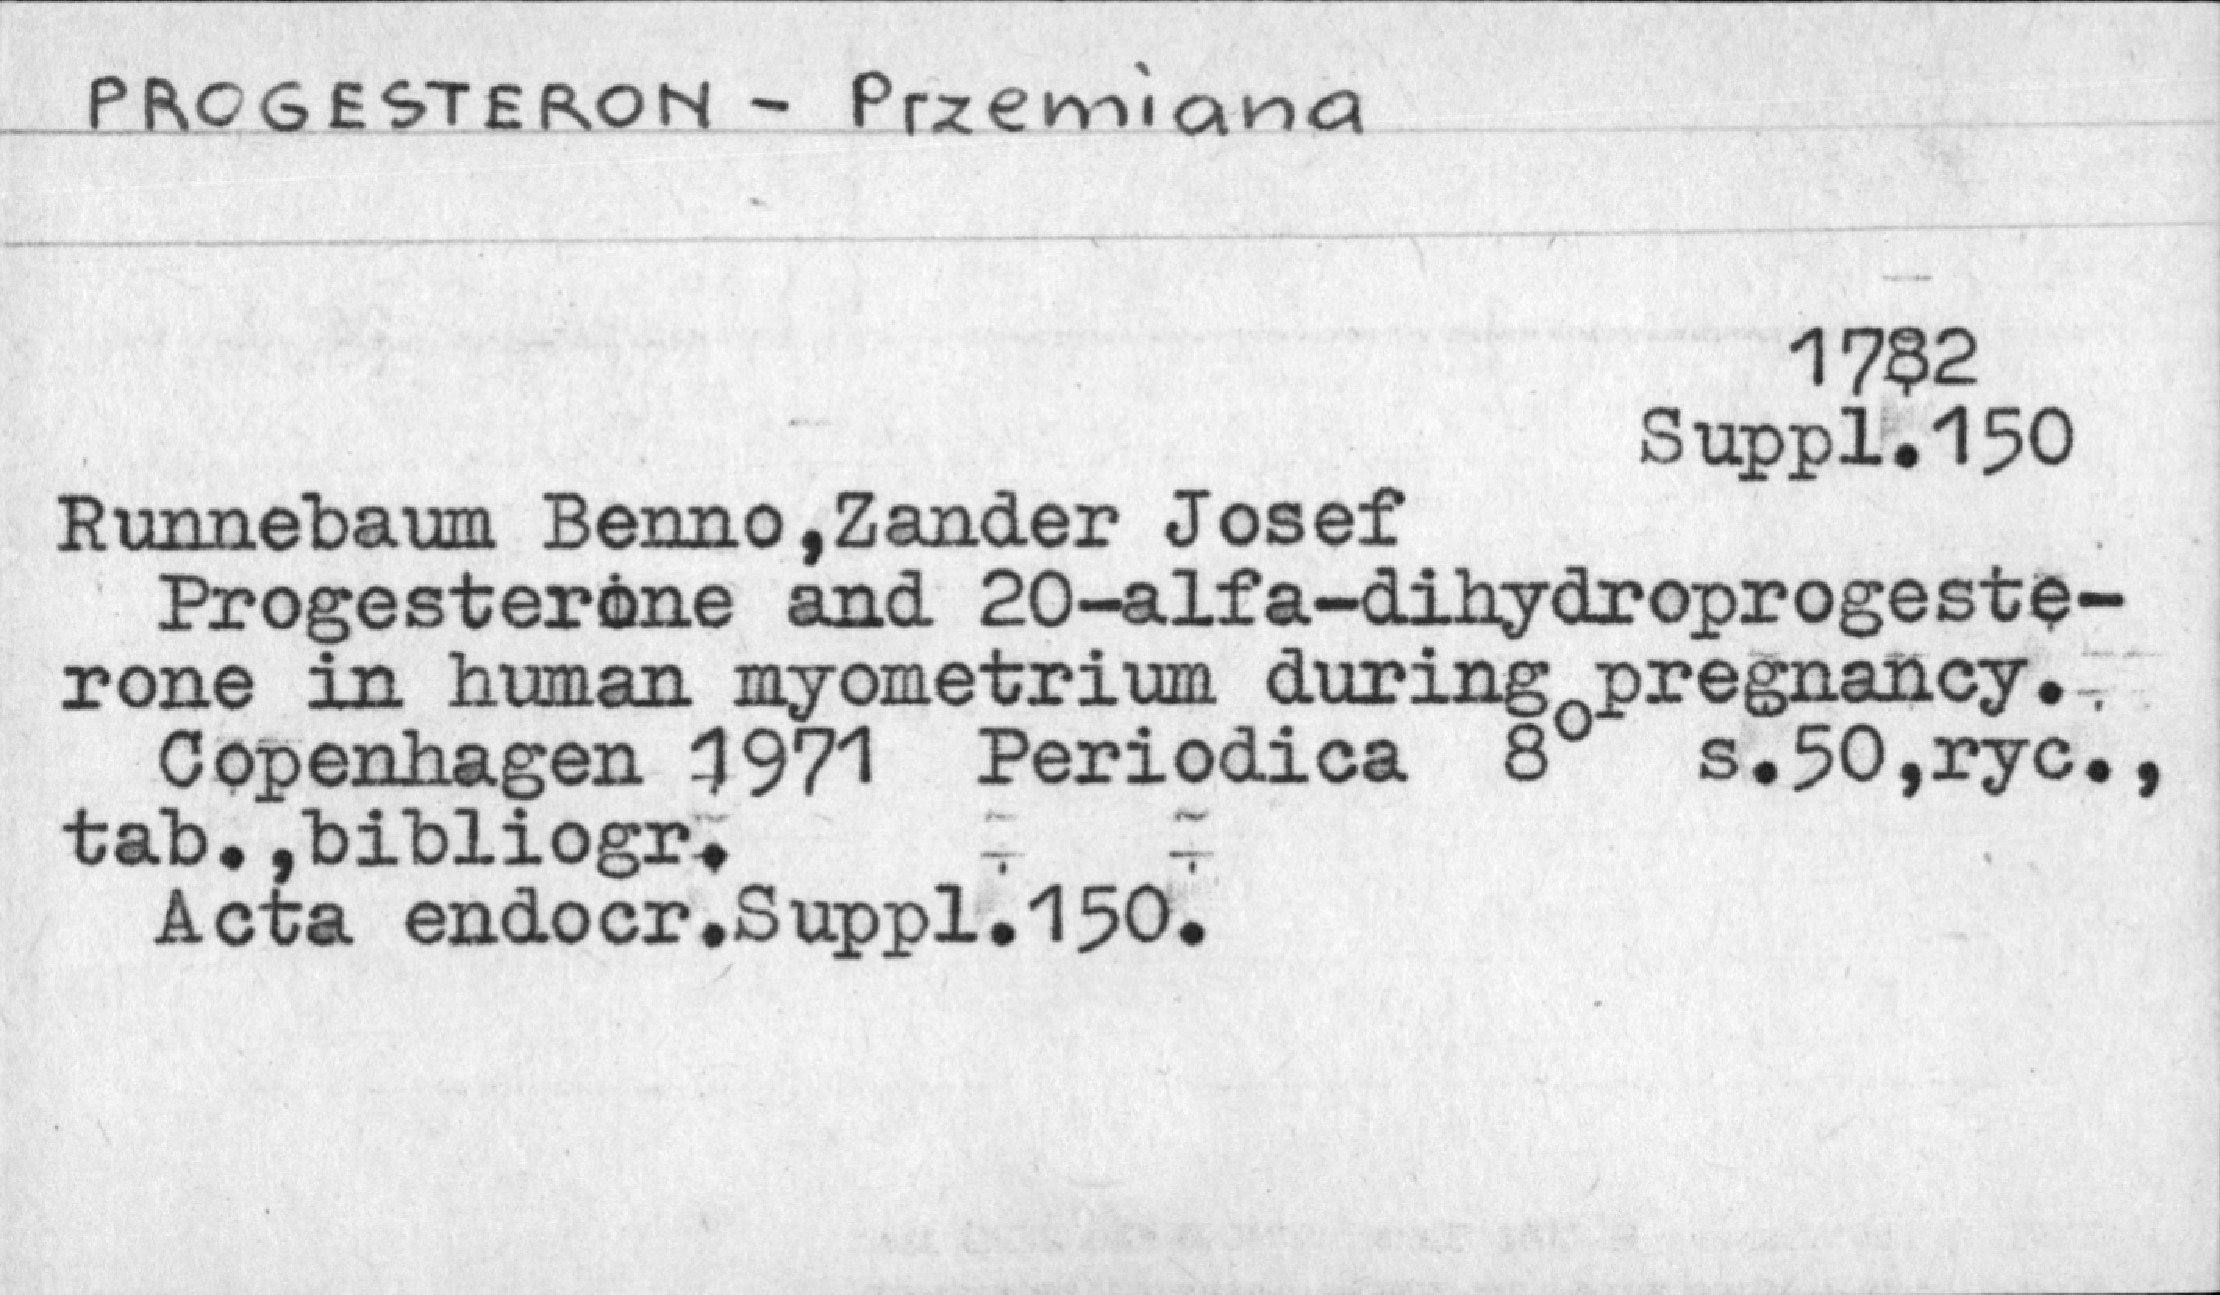 PROGESTERON - Przemiana
1782
Suppl.150
Runnebaum Benno,Zander Josef
Progesterone and 20-alfa-dihydroprogeste-
rone in human myometrium during pregnancy.
Copenhagen 1971 Periodica 8° s.50,ryc.,
tab.,bibliogr.
Acta endocr.Suppl.150.